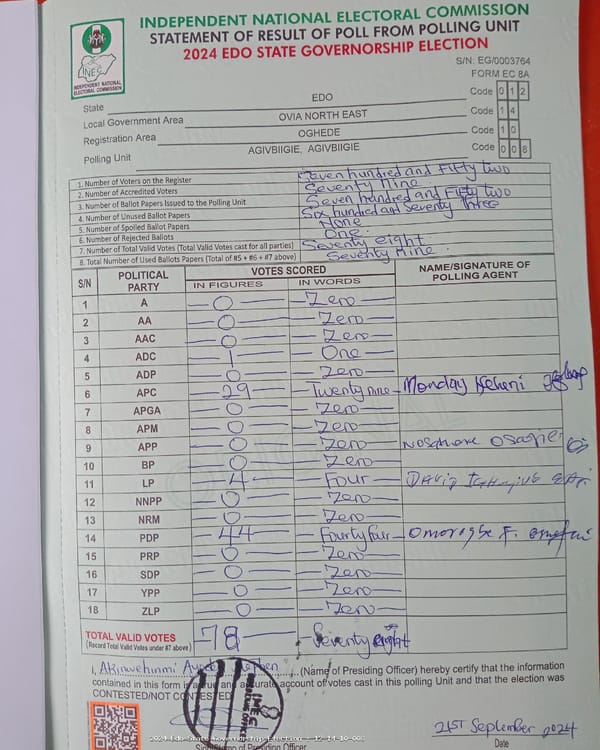 INDEPENDENT NATIONAL ELECTORAL COMMISSION
STATEMENT OF RESULT OF POLL FROM POLLING UNIT
2024 EDO STATE GOVERNORSHIP ELECTION
INEC
INDEPENDENT NATIONAL ELECTORAL COMMISSION
S/N: EG/0003764
FORM EC 8A
State EDO Code 0 1 2
Local Government Area OVIA NORTH EAST Code 1 4
Registration Area OGHEDE Code 1 0
Polling Unit AGIVBIIGIE, AGIVBIIGIE Code 0 0 8
1. Number of Voters on the Register Seven hundred and Fifty two
2. Number of Accredited Voters Seventy Nine
3. Number of Ballot Papers Issued to the Polling Unit Seven hundred and Fifty two
4. Number of Unused Ballot Papers Six hundred and Seventy Three
5. Number of Spoiled Ballot Papers None
6. Number of Rejected Ballots One
7. Number of Total Valid Votes (Total Valid Votes cast for all parties) Seventy eight
8. Total Number of Used Ballots Papers (Total of #5 + #6 + #7 above) Seventy Nine
S/N POLITICAL PARTY VOTES SCORED NAME/SIGNATURE OF POLLING AGENT
IN FIGURES IN WORDS
1 A 0 Zero
2 AA 0 Zero
3 AAC 0 Zero
4 ADC 1 One
5 ADP 0 Zero
6 APC 29 Twenty nine Monday
7 APGA 0 Zero
8 APM 0 Zero
9 APP 0 Zero Osagie
10 BP 0 Zero
11 LP 4 Four David
12 NNPP 0 Zero
13 NRM 0 Zero
14 PDP 44 Fourty four Omoregbe F.
15 PRP 0 Zero
16 SDP 0 Zero
17 YPP 0 Zero
18 ZLP 0 Zero
TOTAL VALID VOTES 78 Seventy eight
(Record Total Valid Votes under #7 above)
I, Akinwehinmi (Name of Presiding Officer) hereby certify that the information
contained in this form is a true and accurate account of votes cast in this polling Unit and that the election was
CONTESTED/NOT CONTESTED
INEC
21ST September 2024
2024 Edo State Governorship Election - 12-14-10-008
Presiding Officer
Date